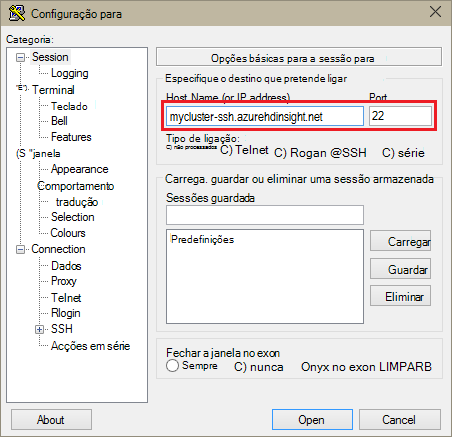 Configuração para
Categoria:
Session
Logging
"E") Terminal
Teclado
Bell
Features
(S "janela
Appearance
Comportamento
tradução
Selection
Colours
Connection
Dados
Proxy
Telnet
Rlogin
SSH
Acções em série
Opções básicas para a sessão para
Especifique o destino que pretende ligar
Host Name (or IP address) Port
mycluster-ssh.azurehdinsight.net 22
Tipo de ligação:
C) não processados C) Telnet C) Rogan @SSH C) série
Carrega. guardar ou eliminar uma sessão armazenada
Sessões guardada
Predefinições
Carregar
Guardar
Eliminar
Fechar a janela no exon
Sempre C) nunca Onyx no exon LIMPARB
About Open Cancel